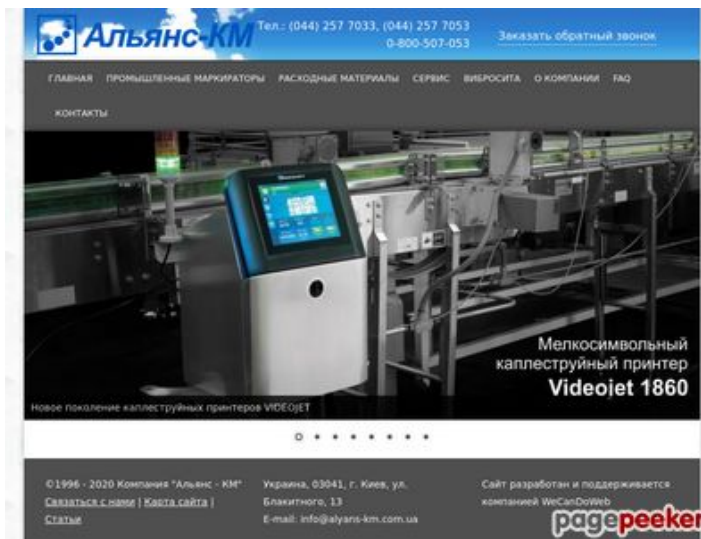 Альянс-КМ
Тел.: (044) 257 7033, (044) 257 7053
0-800-507-053
Заказать обратный звонок
ГЛАВНАЯ ПРОМЫШЛЕННЫЕ МАРКИРАТОРЫ РАСХОДНЫЕ МАТЕРИАЛЫ СЕРВИС ВИБРОСИТА О КОМПАНИИ FAQ
КОНТАКТЫ
Мелкосимвольный
каплеструйный принтер
Videojet 1860
Новое поколение каплеструйных принтеров VIDEOJET
©1996 - 2020 Компания "Альянс - КМ"
Связаться с нами | Карта сайта |
Статьи
Украина, 03041, г. Киев, ул.
Блакитного, 13
E-mail: info@alyans-km.com.ua
Сайт разработан и поддерживается
компанией WeCanDoWeb
pagepeeker